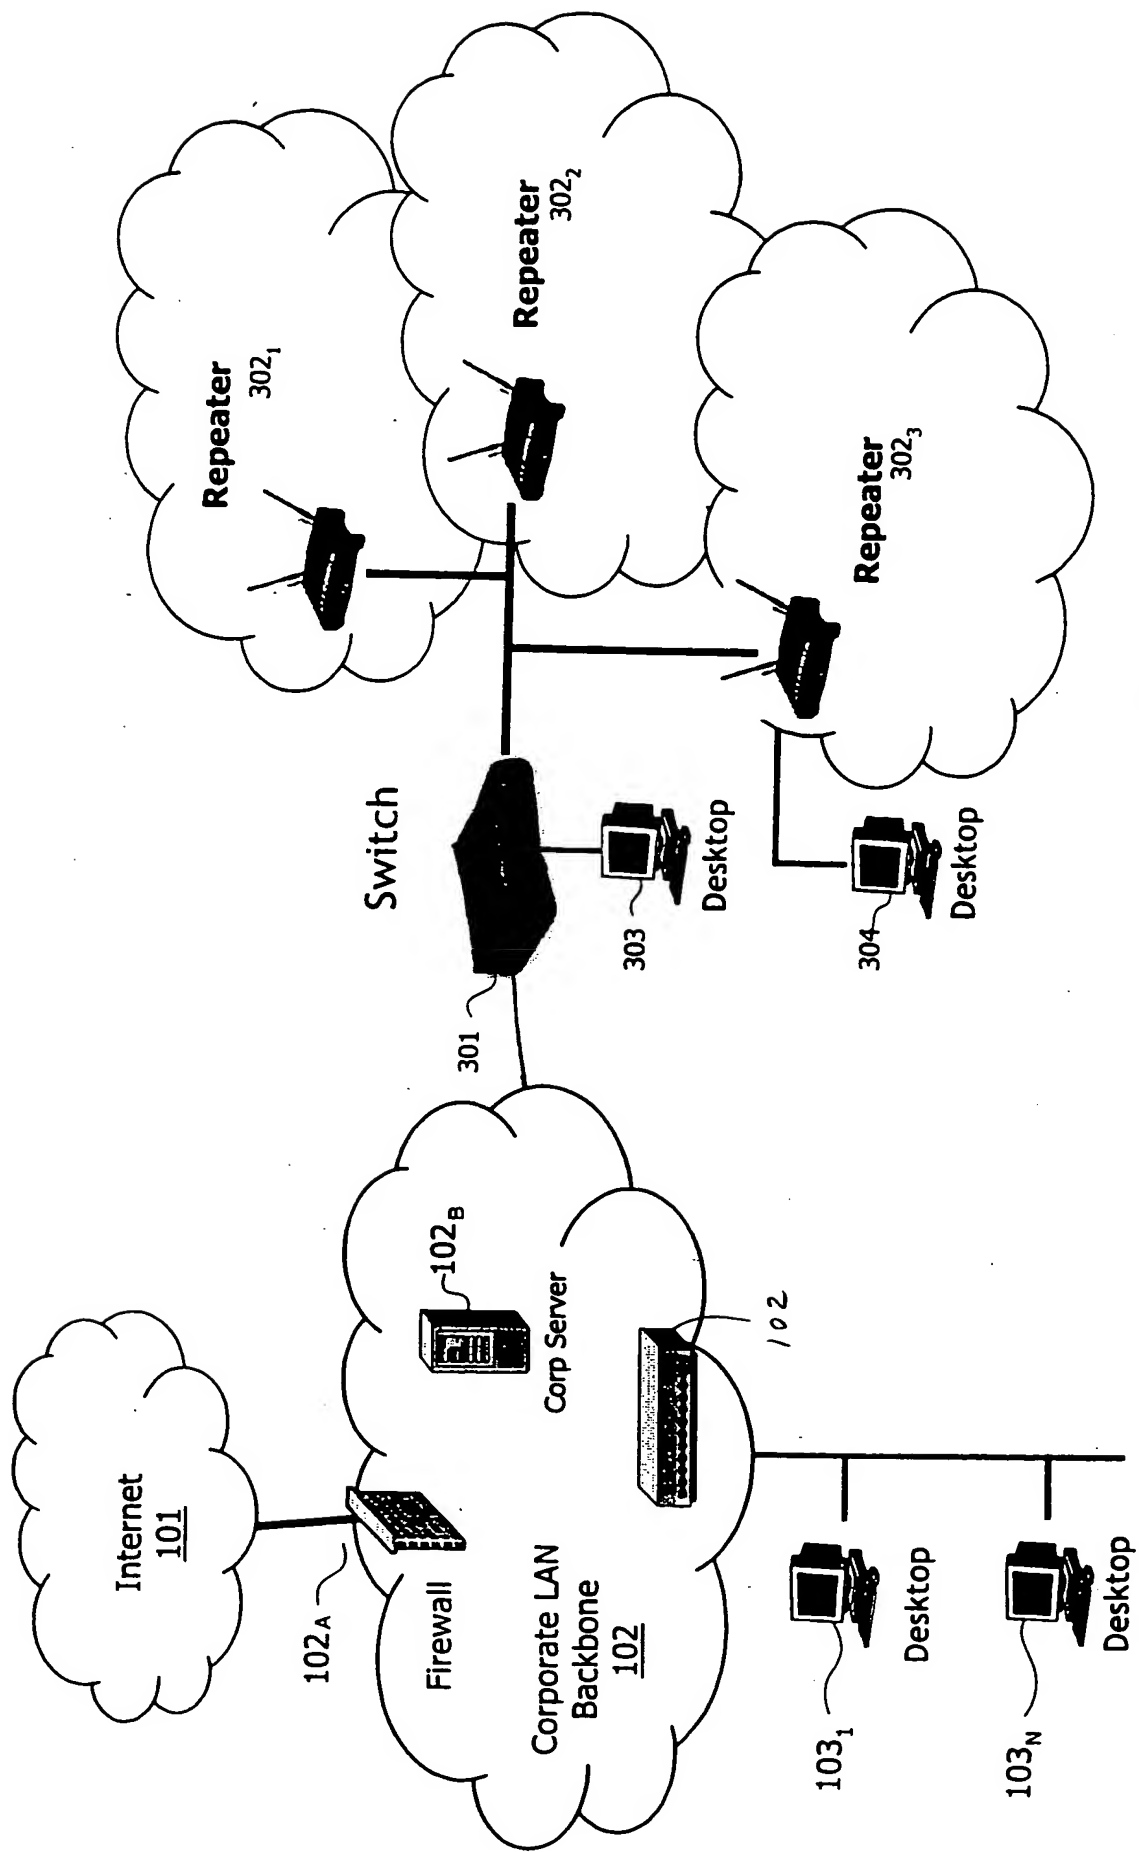 Internet
101
102A
Firewall
Corporate LAN
Backbone
102
102B
Corp Server
102
1031
Desktop
103N
Desktop
301
Switch
303
Desktop
304
Desktop
Repeater
3021
Repeater
3022
Repeater
3023